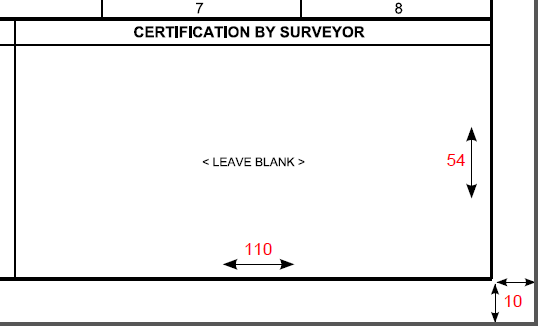 7 8
CERTIFICATION BY SURVEYOR
< LEAVE BLANK >
54
110
10